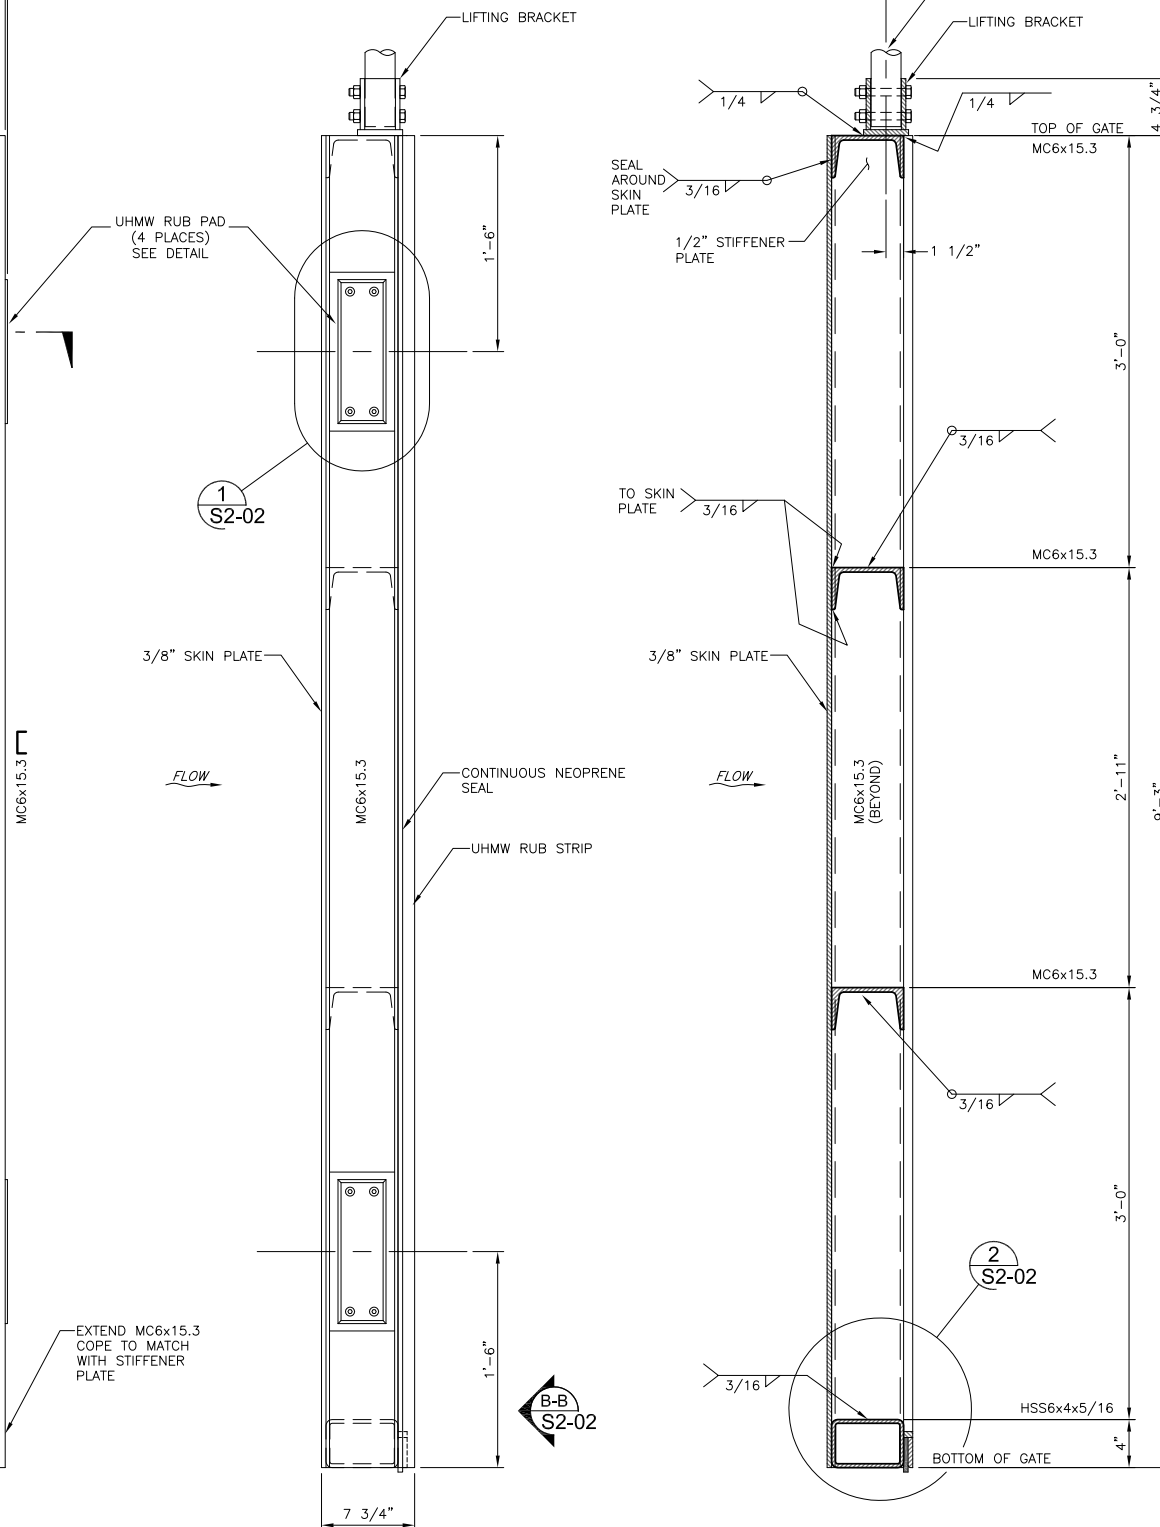 LIFTING BRACKET
LIFTING BRACKET
1/4
1/4
4 3/4"
TOP OF GATE
MC6x15.3
SEAL
AROUND
SKIN
PLATE
3/16
UHMW RUB PAD
(4 PLACES)
SEE DETAIL
1'-6"
1/2" STIFFENER
PLATE
1 1/2"
3'-0"
3/16
1
S2-02
TO SKIN
PLATE
3/16
MC6x15.3
3/8" SKIN PLATE
3/8" SKIN PLATE
MC6x15.3
FLOW
MC6x15.3
CONTINUOUS NEOPRENE
SEAL
FLOW
MC6x15.3
(BEYOND)
2'-11"
9'-3"
UHMW RUB STRIP
MC6x15.3
3/16
3'-0"
2
S2-02
EXTEND MC6x15.3
COPE TO MATCH
WITH STIFFENER
PLATE
1'-6"
3/16
B-B
S2-02
HSS6x4x5/16
4"
BOTTOM OF GATE
7 3/4"